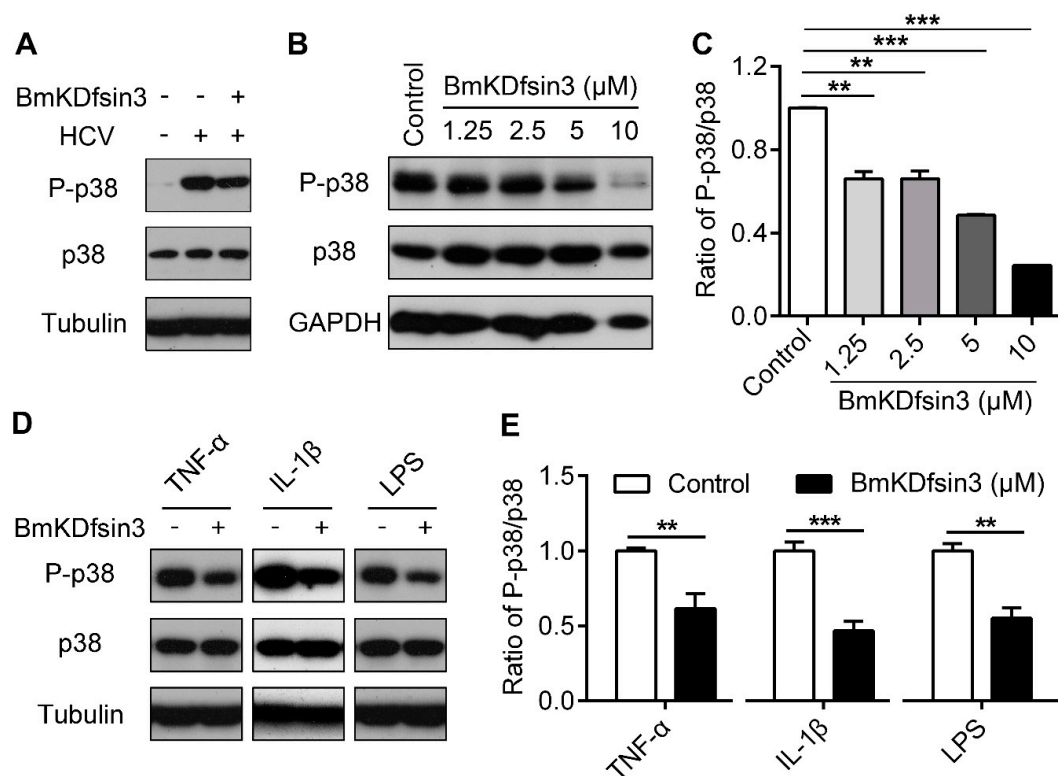 A
BmKDfsin3 - - +
HCV - + +
P-p38
p38
Tubulin
B
Control
BmKDfsin3 (µM)
1.25 2.5 5 10
P-p38
p38
GAPDH
C
*** 
***
**
**
Ratio of P-p38/p38
1.2
0.8
0.4
0.0
Control 1.25 2.5 5 10
BmKDfsin3 (µM)
D
TNF-α IL-1β LPS
BmKDfsin3 - + - + - +
P-p38
p38
Tubulin
E
Control BmKDfsin3 (µM)
Ratio of P-p38/p38
1.5
1.0
0.5
0.0
** *** **
TNF-α IL-1β LPS